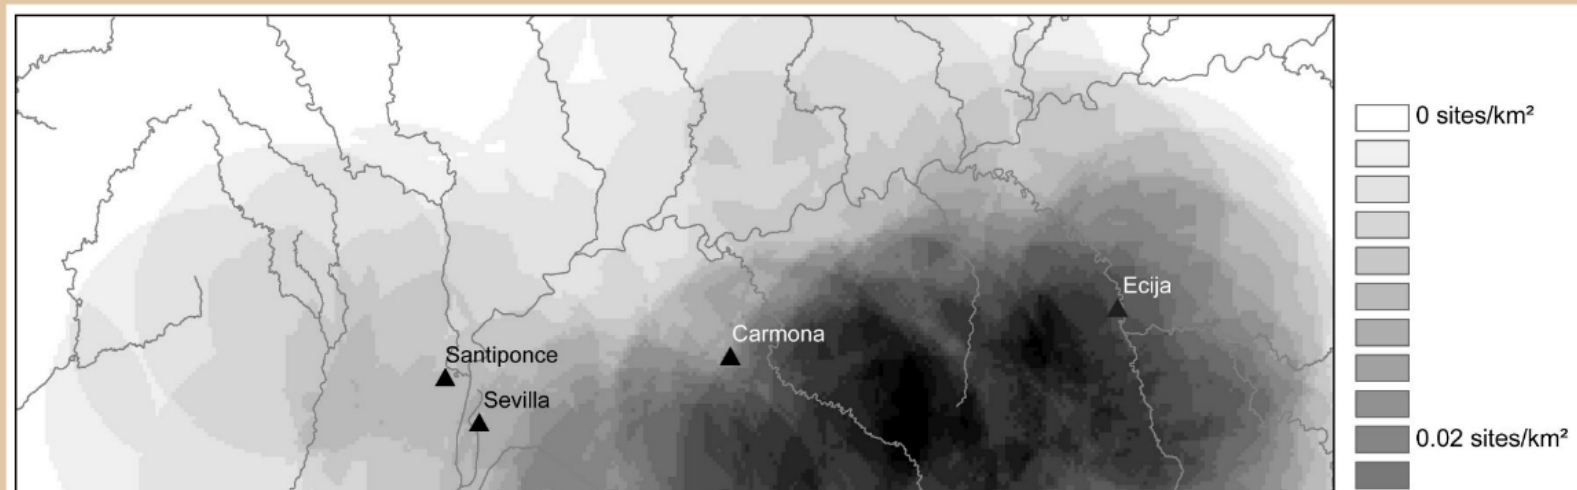 0 sites/km²
Ecija
Carmona
Santiponce
Sevilla
0.02 sites/km²